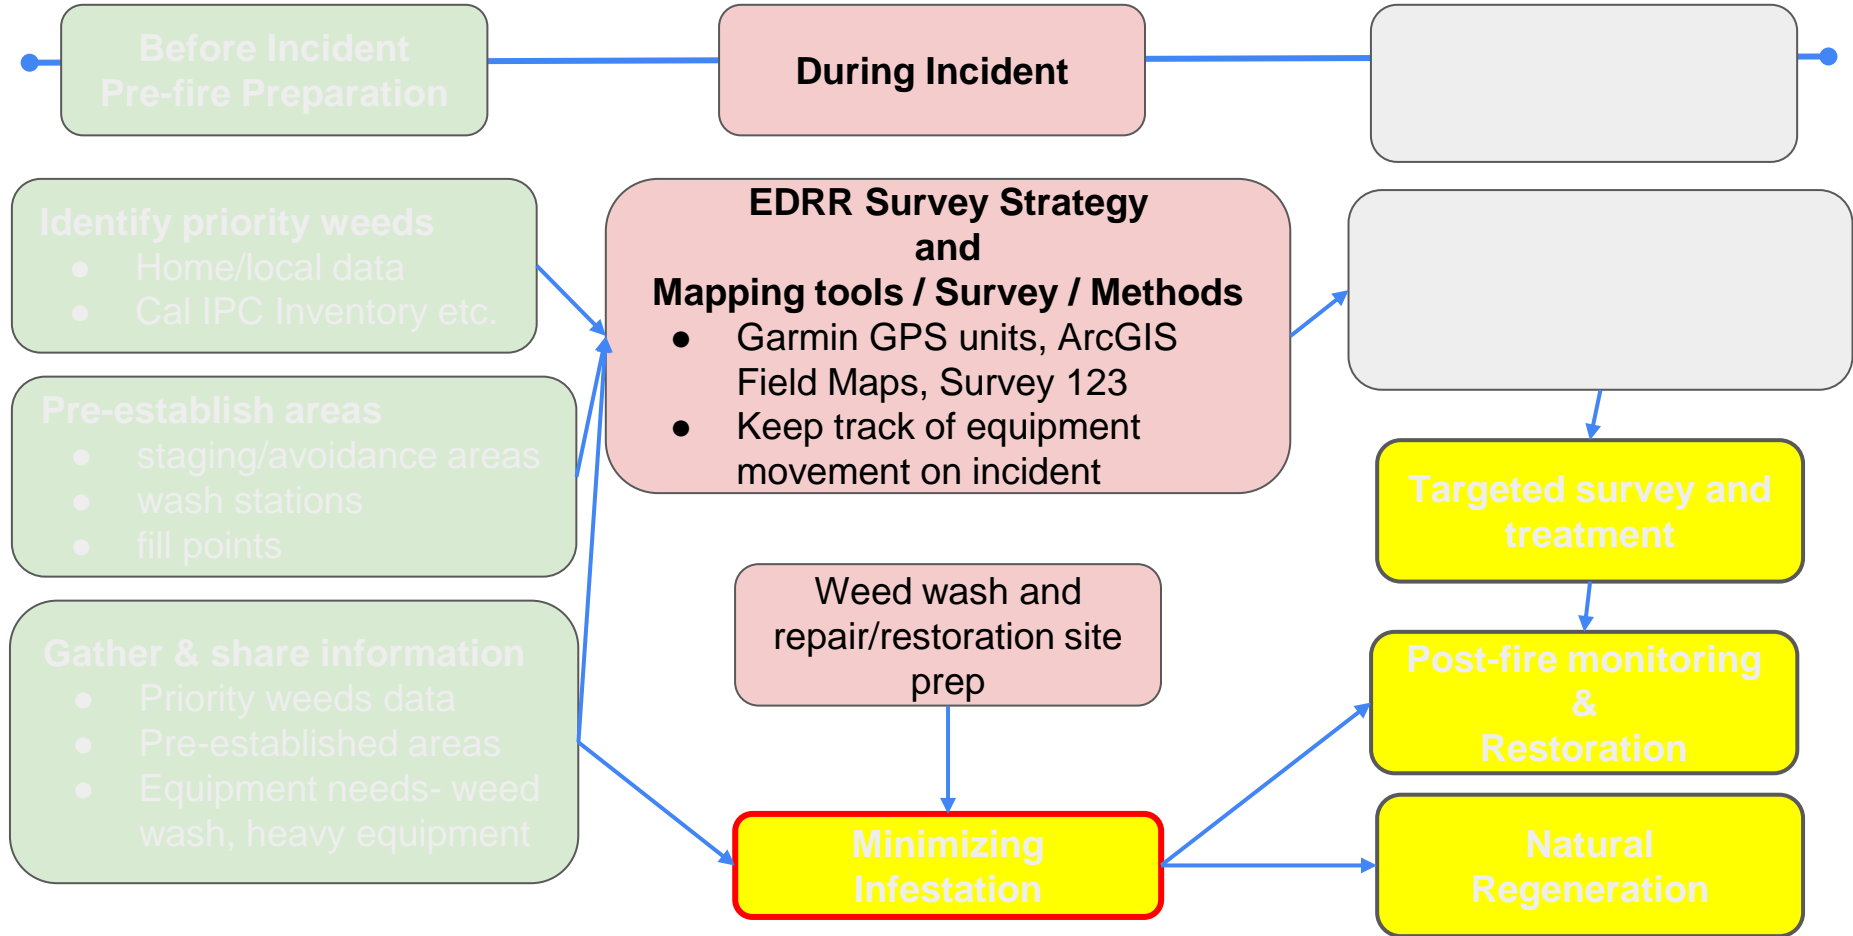 Before Incident
Pre-fire Preparation
During Incident
Identify priority weeds
● Home/local data
● Cal IPC Inventory etc.
Pre-establish areas
● staging/avoidance areas
● wash stations
● fill points
Gather & share information
● Priority weeds data
● Pre-established areas
● Equipment needs- weed
wash, heavy equipment
EDRR Survey Strategy
and
Mapping tools / Survey / Methods
● Garmin GPS units, ArcGIS
Field Maps, Survey 123
● Keep track of equipment
movement on incident
Weed wash and
repair/restoration site
prep
Minimizing
Infestation
Targeted survey and
treatment
Post-fire monitoring
&
Restoration
Natural
Regeneration